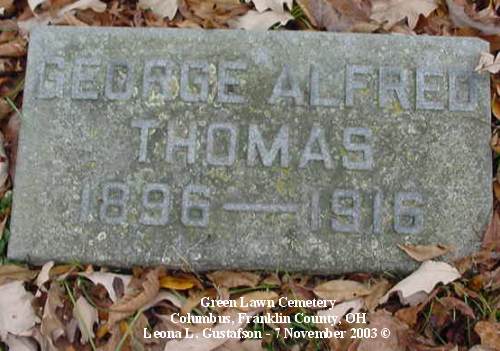 GEORGE ALFRED
THOMAS
1896—1916
Green Lawn Cemetery
Columbus, Franklin County, OH
Leona L. Gustafson - 7 November 2003 ©